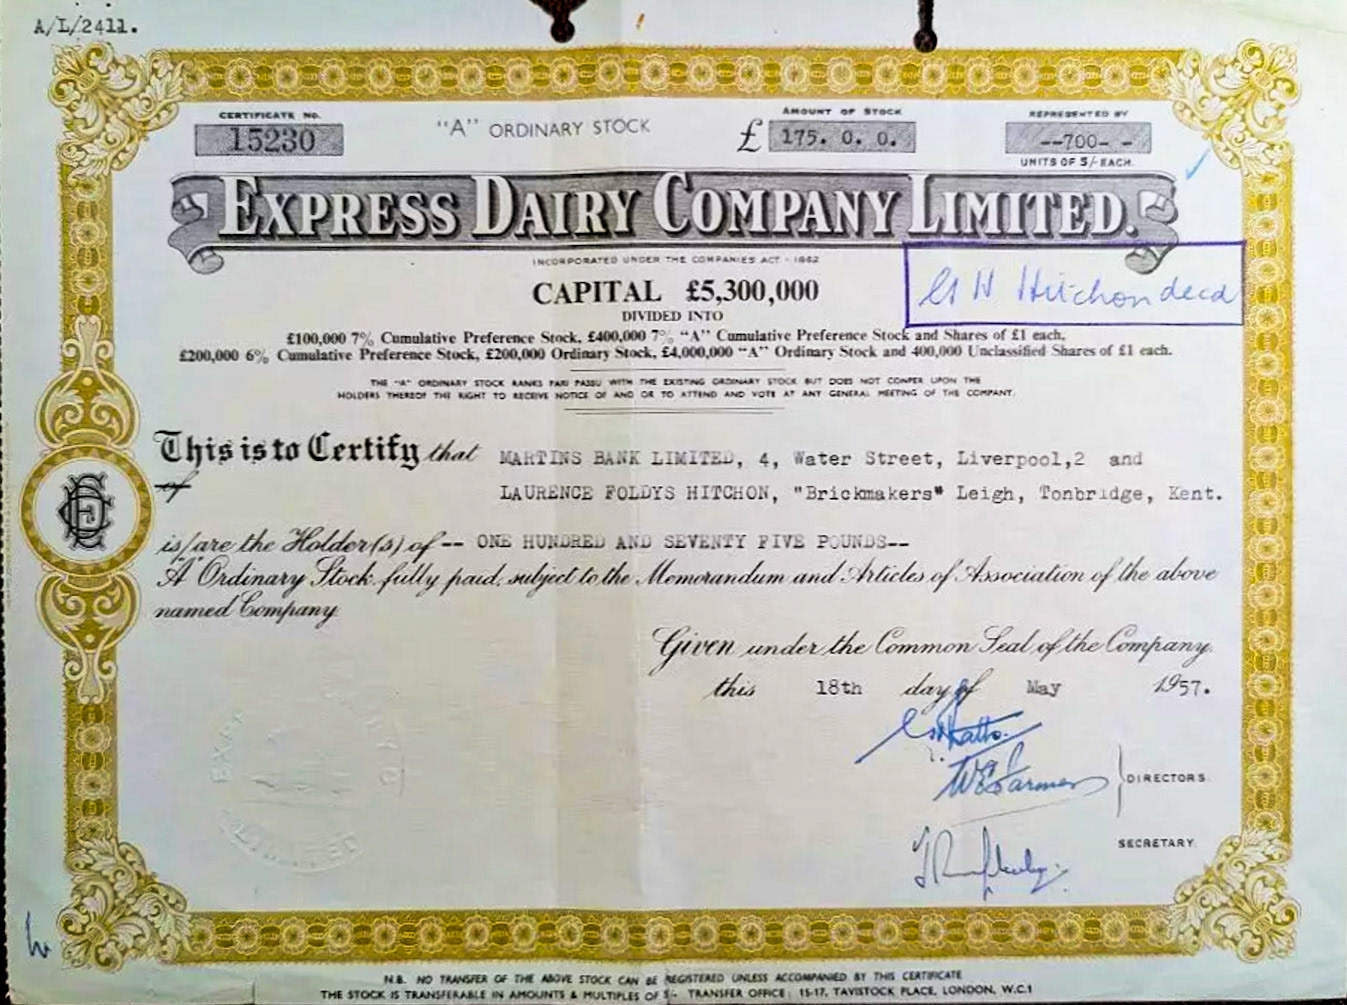 A/L/2411.
CERTIFICATE NO.
15230
"A" ORDINARY STOCK
AMOUNT OF STOCK
£ 175. 0. 0.
REPRESENTED BY
--700- -
UNITS OF 5/- EACH.
EXPRESS DAIRY COMPANY LIMITED.
INCORPORATED UNDER THE COMPANIES ACT - 1862
CAPITAL £5,300,000
H Hitchon decd
DIVIDED INTO
£100,000 7% Cumulative Preference Stock, £400,000 7% "A" Cumulative Preference Stock and Shares of £1 each,
£200,000 6% Cumulative Preference Stock, £200,000 Ordinary Stock, £4,000,000 "A" Ordinary Stock and 400,000 Unclassified Shares of £1 each.
THE "A" ORDINARY STOCK RANKS PARI PASSU WITH THE EXISTING ORDINARY STOCK BUT DOES NOT CONFER UPON THE
HOLDERS THEREOF THE RIGHT TO RECEIVE NOTICE OF AND OR TO ATTEND AND VOTE AT ANY GENERAL MEETING OF THE COMPANY.
This is to Certify that MARTINS BANK LIMITED, 4, Water Street, Liverpool,2 and
of LAURENCE FOLDYS HITCHON, "Brickmakers" Leigh, Tonbridge, Kent.
is/are the Holder(s) of -- ONE HUNDRED AND SEVENTY FIVE POUNDS--
"A" Ordinary Stock fully paid, subject to the Memorandum and Articles of Association of the above
named Company
Given under the Common Seal of the Company,
this 18th day of May 1957.
DIRECTORS
SECRETARY.
N.B. NO TRANSFER OF THE ABOVE STOCK CAN BE REGISTERED UNLESS ACCOMPANIED BY THIS CERTIFICATE
THE STOCK IS TRANSFERABLE IN AMOUNTS & MULTIPLES OF 5/- TRANSFER OFFICE: 15-17, TAVISTOCK PLACE, LONDON, W.C.1